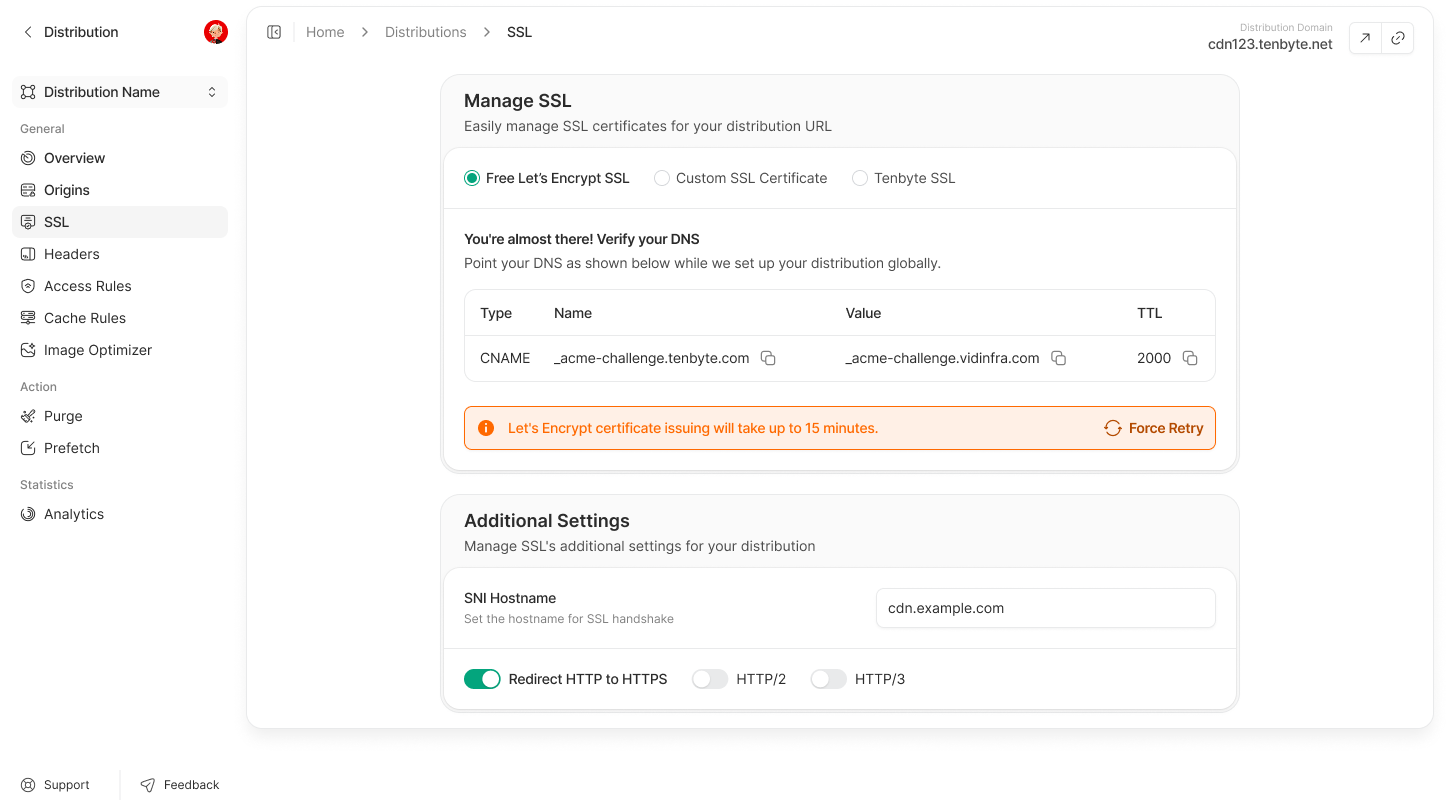 Distribution
Distribution Name
General
Overview
Origins
SSL
Headers
Access Rules
Cache Rules
Image Optimizer
Action
Purge
Prefetch
Statistics
Analytics
Support
Feedback
Home > Distributions > SSL
Distribution Domain
cdn123.tenbyte.net
Manage SSL
Easily manage SSL certificates for your distribution URL
Free Let’s Encrypt SSL Custom SSL Certificate Tenbyte SSL
You're almost there! Verify your DNS
Point your DNS as shown below while we set up your distribution globally.
Type Name Value TTL
CNAME _acme-challenge.tenbyte.com _acme-challenge.vidinfra.com 2000
Let's Encrypt certificate issuing will take up to 15 minutes. Force Retry
Additional Settings
Manage SSL's additional settings for your distribution
SNI Hostname
Set the hostname for SSL handshake
cdn.example.com
Redirect HTTP to HTTPS HTTP/2 HTTP/3